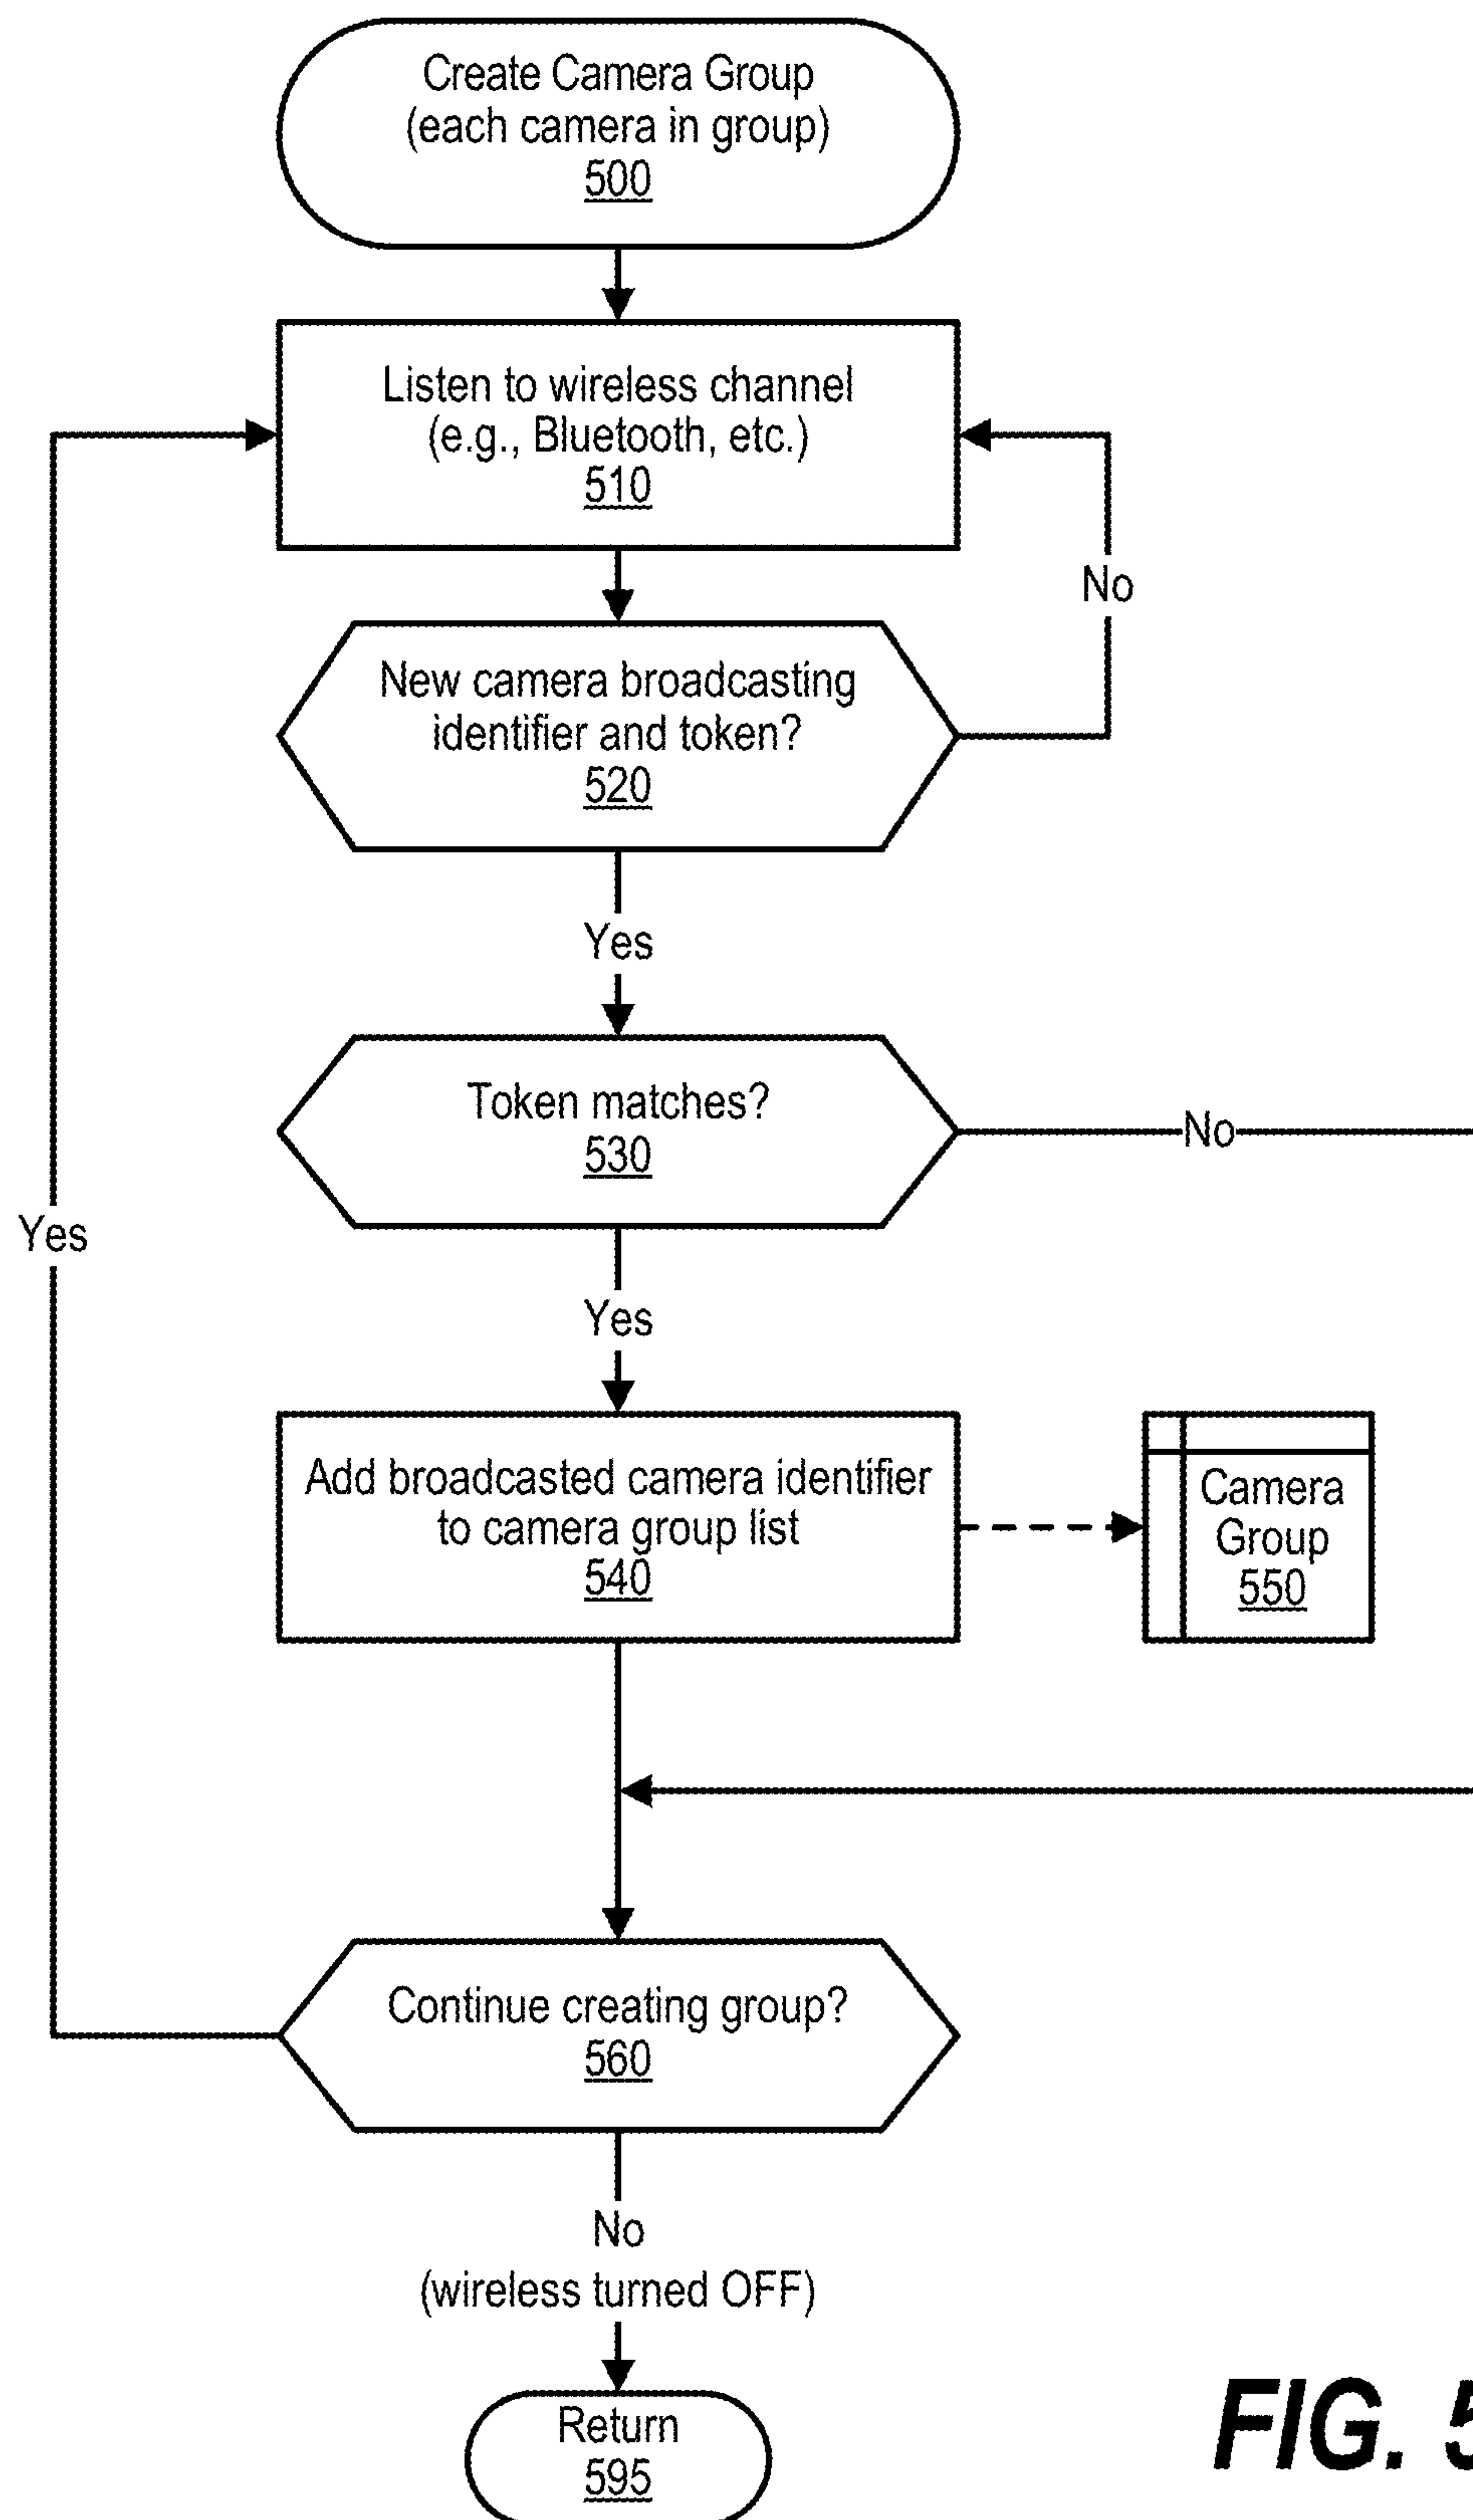 Create Camera Group
(each camera in group)
500
Listen to wireless channel
(e.g., Bluetooth, etc.)
510
No
New camera broadcasting
identifier and token?
520
Yes
Token matches?
530
No
Yes
Yes
Add broadcasted camera identifier
to camera group list
540
Camera
Group
550
Continue creating group?
560
No
(wireless turned OFF)
Return
595
FIG. 5